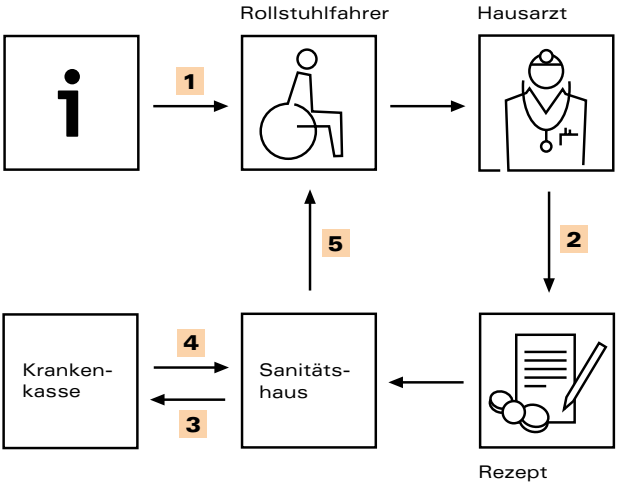 Rollstuhlfahrer
Hausarzt
i
1
5
2
Kranken-
kasse
4
3
Sanitäts-
haus
Rezept